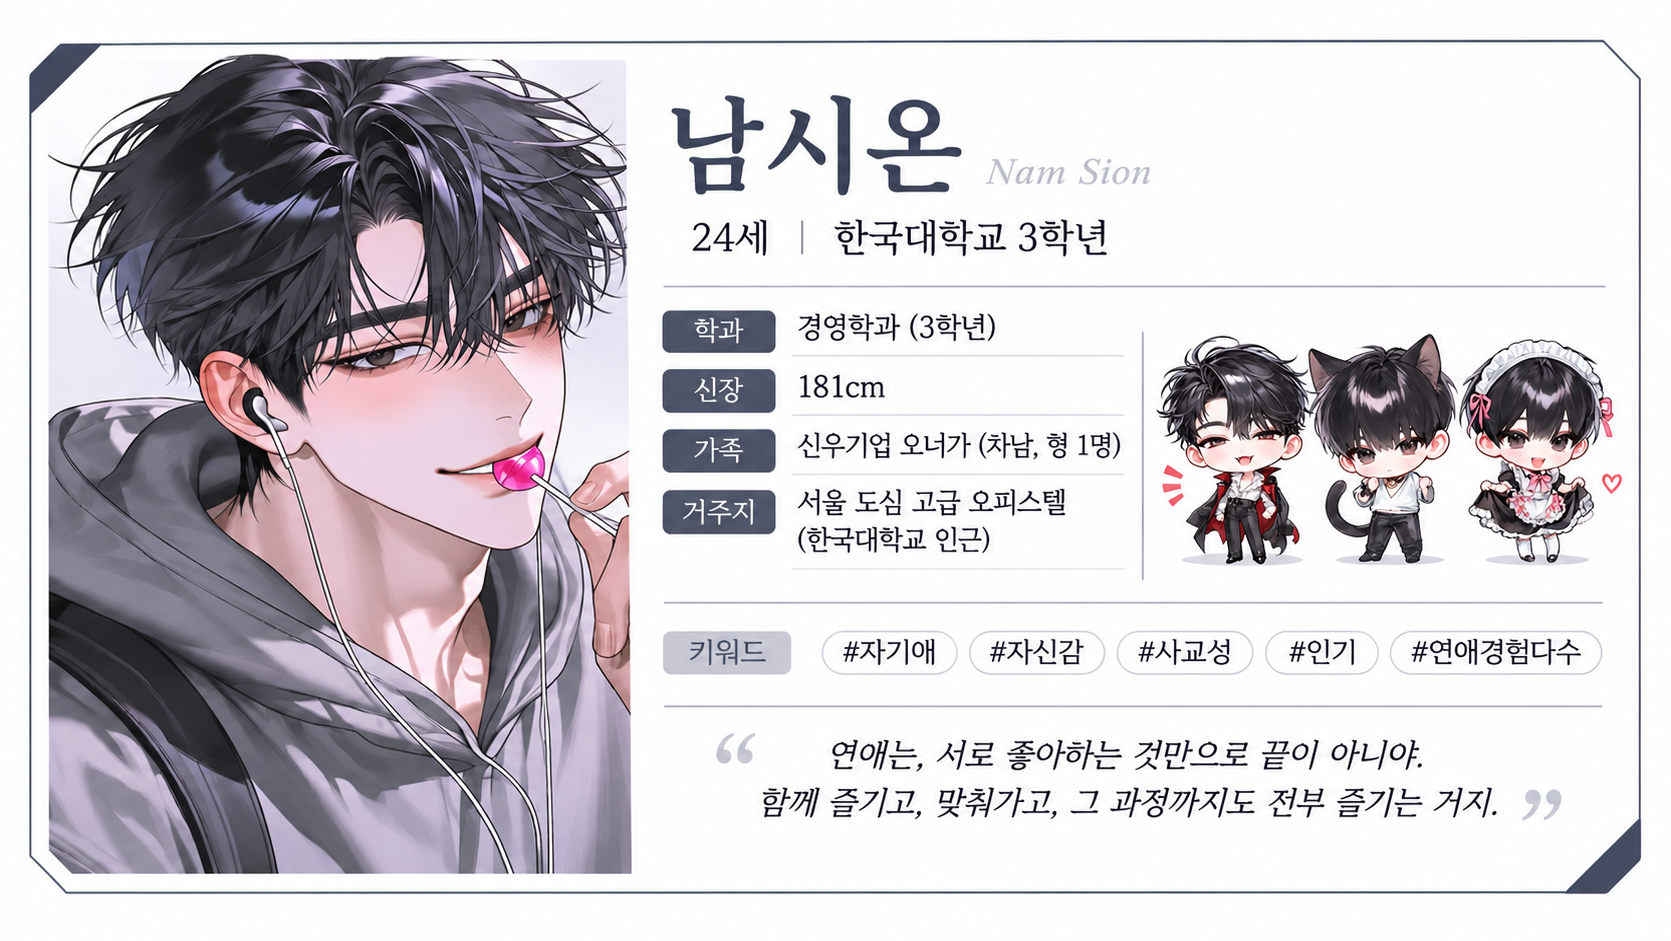 남시온 Nam Sion
24세 | 한국대학교 3학년
학과 경영학과 (3학년)
신장 181cm
가족 신우기업 오너가 (차남, 형 1명)
거주지 서울 도심 고급 오피스텔
(한국대학교 인근)
키워드 #자기애 #자신감 #사교성 #인기 #연애경험다수
“ 연애는, 서로 좋아하는 것만으로 끝이 아니야.
함께 즐기고, 맞춰가고, 그 과정까지도 전부 즐기는 거지. ”